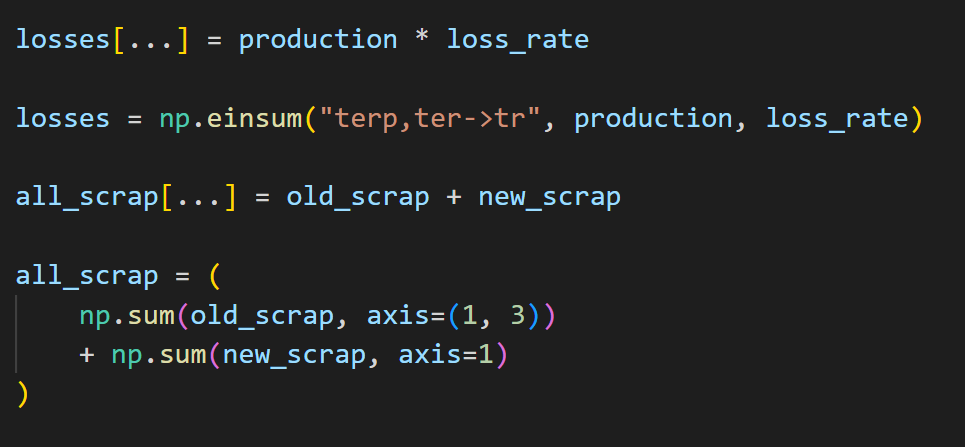 losses[...] = production * loss_rate
losses = np.einsum("terp,ter->tr", production, loss_rate)
all_scrap[...] = old_scrap + new_scrap
all_scrap = (
    np.sum(old_scrap, axis=(1, 3))
    + np.sum(new_scrap, axis=1)
)